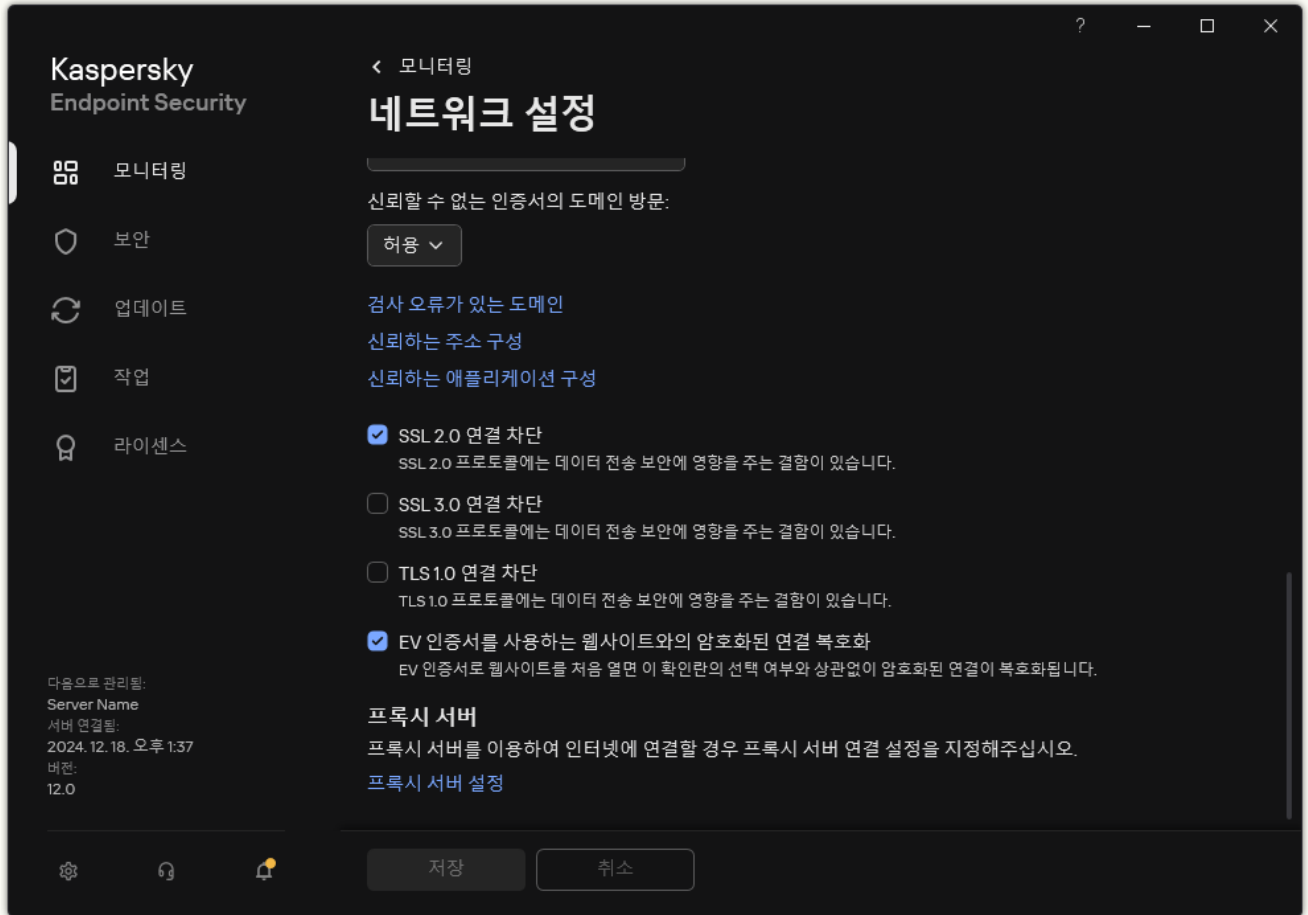 ?
Kaspersky
Endpoint Security
모니터링
보안
업데이트
작업
라이센스
다음으로 관리됨:
Server Name
서버 연결됨:
2024. 12. 18. 오후 1:37
버전:
12.0
모니터링
네트워크 설정
신뢰할 수 없는 인증서의 도메인 방문:
허용
검사 오류가 있는 도메인
신뢰하는 주소 구성
신뢰하는 애플리케이션 구성
SSL 2.0 연결 차단
SSL 2.0 프로토콜에는 데이터 전송 보안에 영향을 주는 결함이 있습니다.
SSL 3.0 연결 차단
SSL 3.0 프로토콜에는 데이터 전송 보안에 영향을 주는 결함이 있습니다.
TLS 1.0 연결 차단
TLS 1.0 프로토콜에는 데이터 전송 보안에 영향을 주는 결함이 있습니다.
EV 인증서를 사용하는 웹사이트와의 암호화된 연결 복호화
EV 인증서로 웹사이트를 처음 열면 이 확인란의 선택 여부와 상관없이 암호화된 연결이 복호화됩니다.
프록시 서버
프록시 서버를 이용하여 인터넷에 연결할 경우 프록시 서버 연결 설정을 지정해주십시오.
프록시 서버 설정
저장
취소